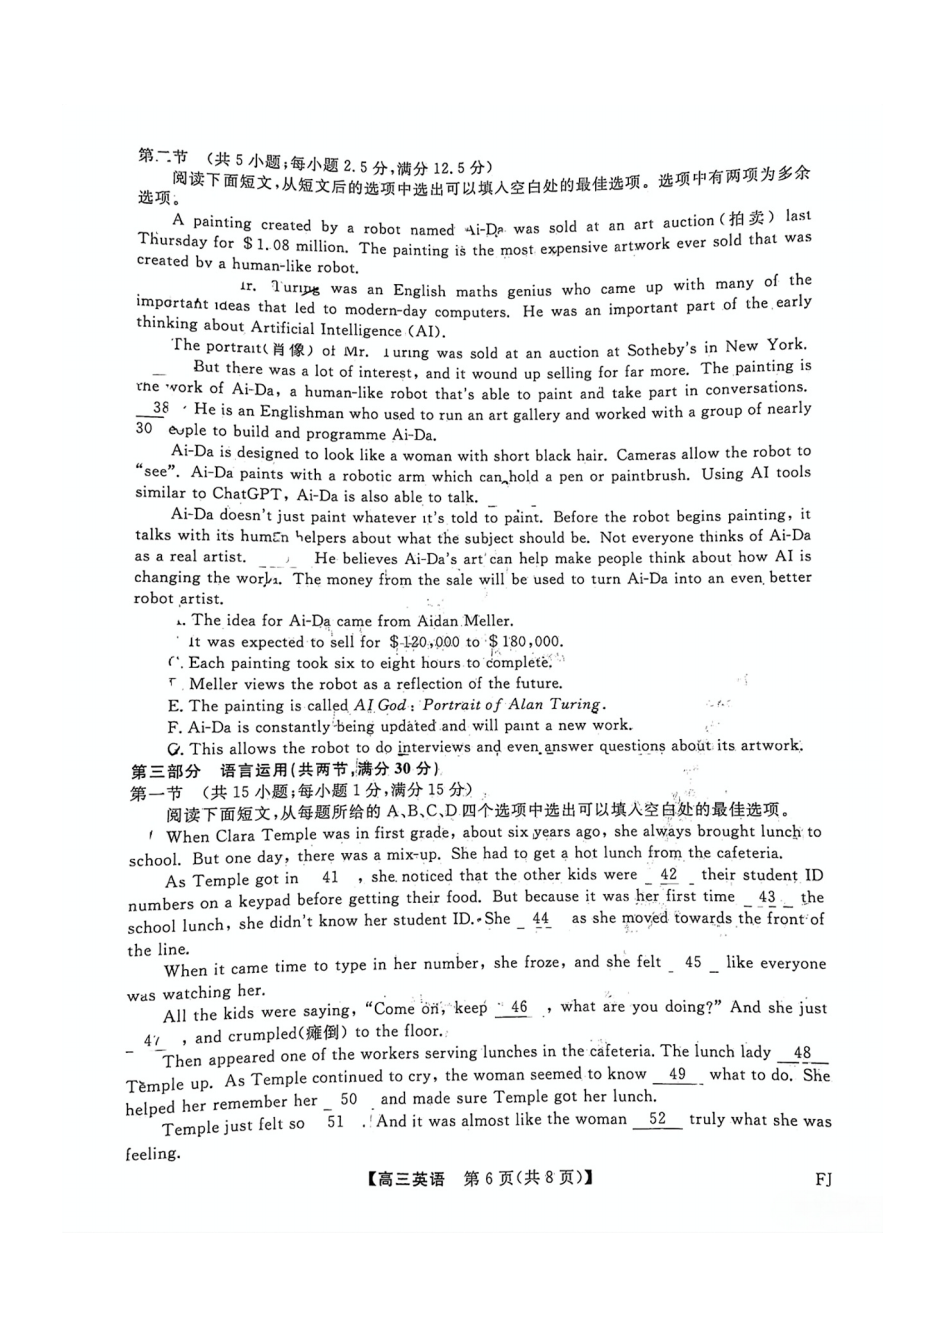 第二节 （共 5 小题;每小题 2.5 分,满分 12.5 分）
阅读下面短文,从短文后的选项中选出可以填入空白处的最佳选项。选项中有两项为多余
选项。
A painting created by a robot named Ai-Da was sold at an art auction(拍卖) last
Thursday for $1.08 million. The painting is the most expensive artwork ever sold that was
created by a human-like robot.
Turing was an English maths genius who came up with many of the
important ideas that led to modern-day computers. He was an important part of the early
thinking about Artificial Intelligence (AI).
The portrait(肖像) of Mr. Turing was sold at an auction at Sotheby's in New York.
But there was a lot of interest, and it wound up selling for far more. The painting is
the work of Ai-Da, a human-like robot that's able to paint and take part in conversations.
38 He is an Englishman who used to run an art gallery and worked with a group of nearly
30 people to build and programme Ai-Da.
Ai-Da is designed to look like a woman with short black hair. Cameras allow the robot to
"see". Ai-Da paints with a robotic arm which can hold a pen or paintbrush. Using AI tools
similar to ChatGPT, Ai-Da is also able to talk.
Ai-Da doesn't just paint whatever it's told to paint. Before the robot begins painting, it
talks with its human helpers about what the subject should be. Not everyone thinks of Ai-Da
as a real artist. He believes Ai-Da's art can help make people think about how AI is
changing the world. The money from the sale will be used to turn Ai-Da into an even better
robot artist.
The idea for Ai-Da came from Aidan Meller.
It was expected to sell for $120,000 to $180,000.
C. Each painting took six to eight hours to complete.
Meller views the robot as a reflection of the future.
E. The painting is called AI God: Portrait of Alan Turing.
F. Ai-Da is constantly being updated and will paint a new work.
G. This allows the robot to do interviews and even answer questions about its artwork.
第三部分 语言运用(共两节,满分 30 分)
第一节 （共 15 小题;每小题 1 分,满分 15 分）
阅读下面短文,从每题所给的 A、B、C、D 四个选项中选出可以填入空白处的最佳选项。
When Clara Temple was in first grade, about six years ago, she always brought lunch to
school. But one day, there was a mix-up. She had to get a hot lunch from the cafeteria.
As Temple got in 41 , she noticed that the other kids were 42 their student ID
numbers on a keypad before getting their food. But because it was her first time 43 the
school lunch, she didn't know her student ID. She 44 as she moved towards the front of
the line.
When it came time to type in her number, she froze, and she felt 45 like everyone
was watching her.
All the kids were saying, "Come on, keep 46 , what are you doing?" And she just
47 , and crumpled(瘫倒) to the floor.
Then appeared one of the workers serving lunches in the cafeteria. The lunch lady 48
Temple up. As Temple continued to cry, the woman seemed to know 49 what to do. She
helped her remember her 50 and made sure Temple got her lunch.
Temple just felt so 51 . And it was almost like the woman 52 truly what she was
feeling.
【高三英语 第 6 页(共 8 页)】 FJ